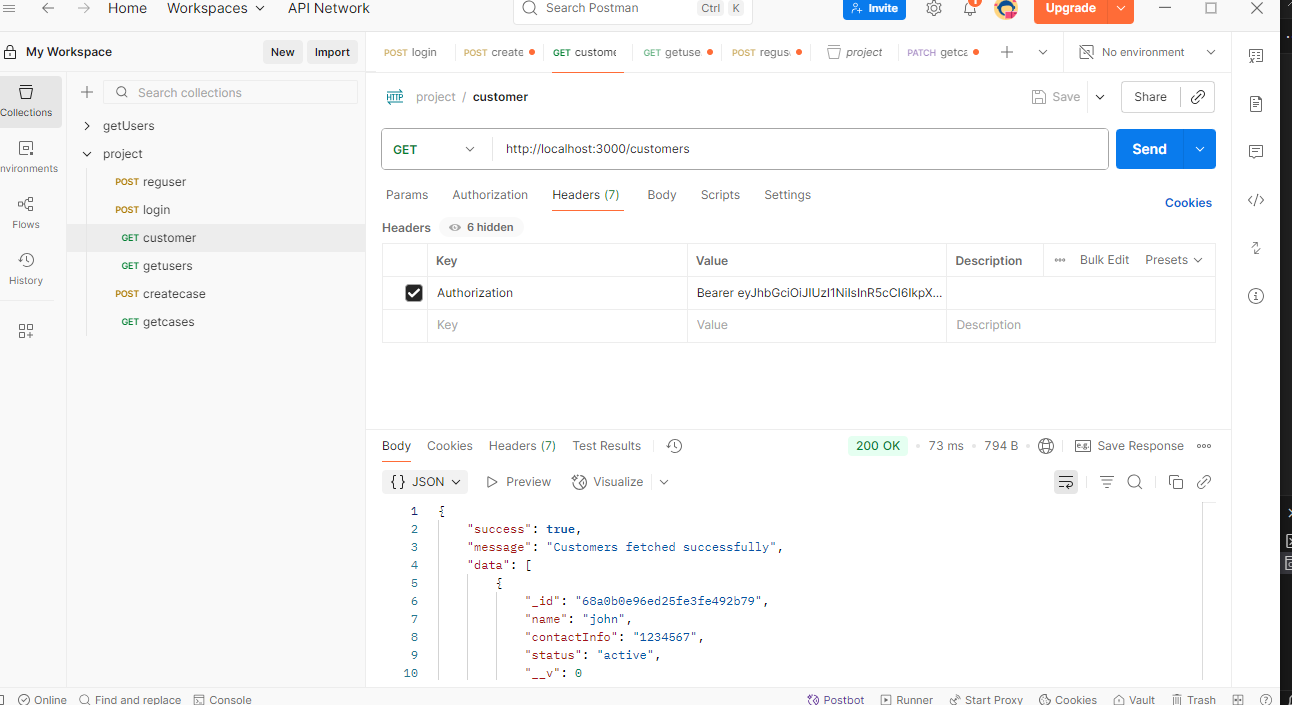 Home Workspaces API Network Search Postman Ctrl K Invite Upgrade
My Workspace New Import
POST login POST create GET custome GET getuse POST regus project PATCH getca No environment
Collections
nvironments
Flows
History
Search collections
getUsers
project
POST reguser
POST login
GET customer
GET getusers
POST createcase
GET getcases
HTTP project / customer Save Share
GET http://localhost:3000/customers Send
Params Authorization Headers (7) Body Scripts Settings Cookies
Headers 6 hidden
Key Value Description Bulk Edit Presets
Authorization Bearer eyJhbGciOiJIUzI1NiIsInR5cCI6IkpX...
Key Value Description
Body Cookies Headers (7) Test Results 200 OK 73 ms 794 B e.g. Save Response
{} JSON Preview Visualize
1 {
2 "success": true,
3 "message": "Customers fetched successfully",
4 "data": [
5 {
6 "_id": "68a0b0e96ed25fe3fe492b79",
7 "name": "john",
8 "contactInfo": "1234567",
9 "status": "active",
10 "__v": 0
Online Find and replace Console Postbot Runner Start Proxy Cookies Vault Trash